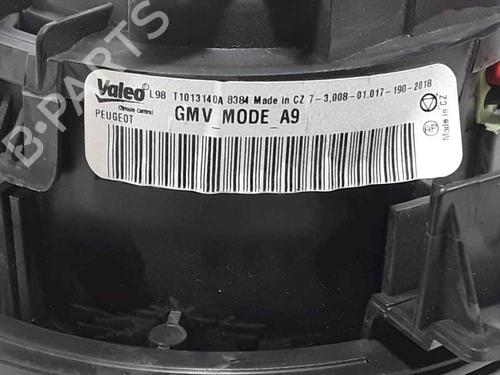 B-PARTS
Valeo L98 T1013140A 8384 Made in CZ 7-3,008-01.017-190-2018
Climate Control
PEUGEOT GMV_MODE_A9
PF
Made in CZ